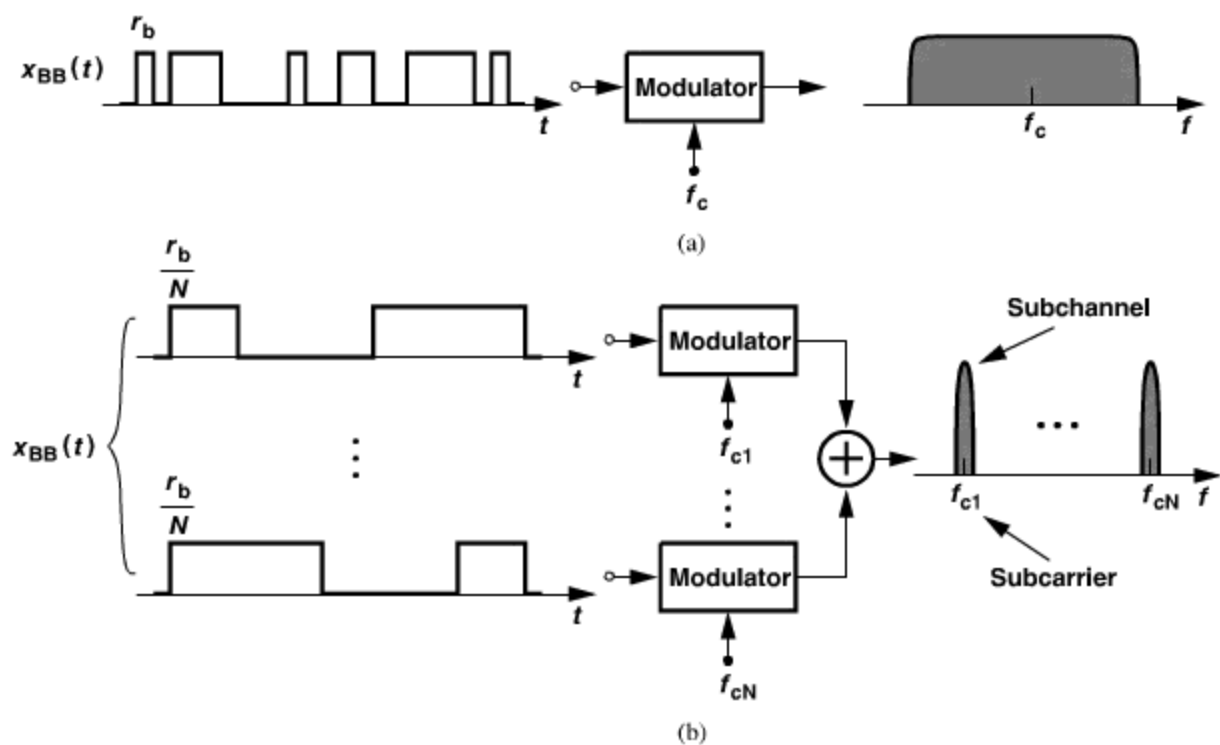 r_b
x_BB(t)
t
Modulator
f_c
f_c
f
(a)
r_b
N
t
Modulator
f_c1
x_BB(t)
r_b
N
t
Modulator
f_cN
Subchannel
...
f_c1
f_cN
f
Subcarrier
(b)